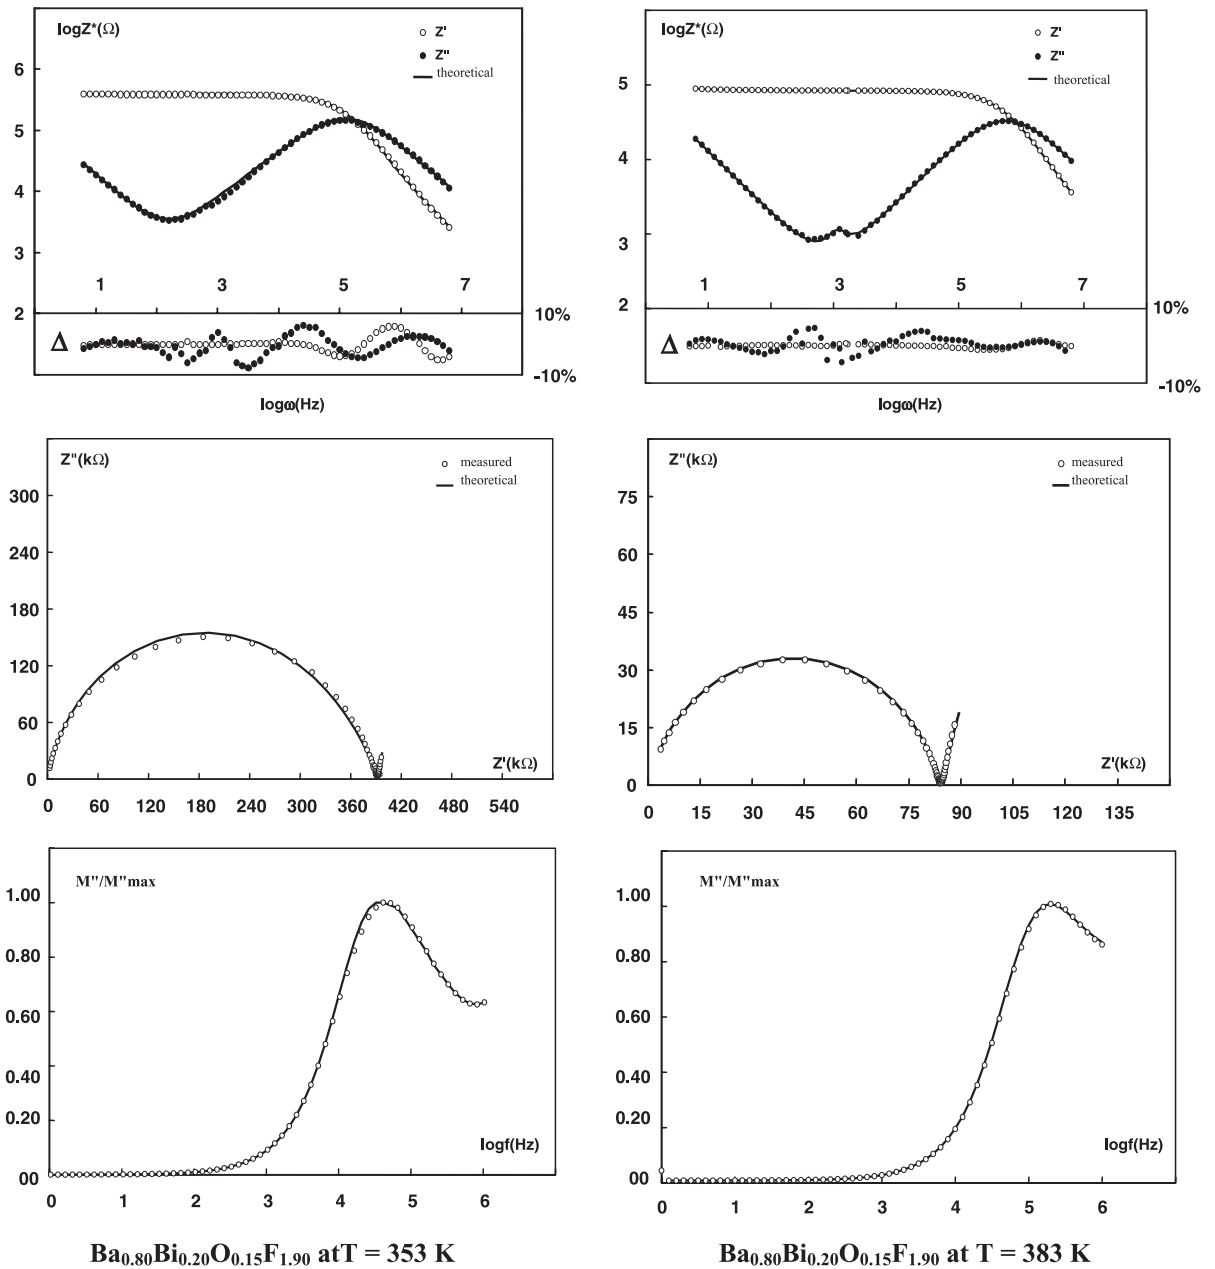 logZ*(Ω)
Z'
Z"
theoretical
6
5
4
3
2
1 3 5 7
10%
Δ
-10%
logω(Hz)
logZ*(Ω)
Z'
Z"
theoretical
5
4
3
2
1 3 5 7
10%
Δ
-10%
logω(Hz)
Z"(kΩ)
measured
theoretical
300
240
180
120
60
0
Z'(kΩ)
0 60 120 180 240 300 360 420 480 540
Z"(kΩ)
measured
theoretical
75
60
45
30
15
0
Z'(kΩ)
0 15 30 45 60 75 90 105 120 135
M"/M"max
1.00
0.80
0.60
0.40
0.20
00
logf(Hz)
0 1 2 3 4 5 6
M"/M"max
1.00
0.80
0.60
0.40
0.20
00
logf(Hz)
0 1 2 3 4 5 6
Ba0.80Bi0.20O0.15F1.90 atT = 353 K
Ba0.80Bi0.20O0.15F1.90 at T = 383 K